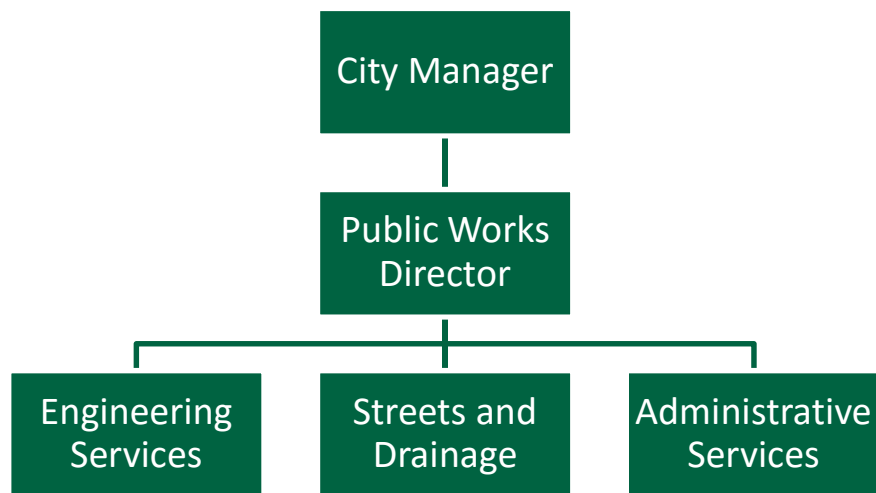 City Manager
Public Works
Director
Engineering
Services
Streets and
Drainage
Administrative
Services